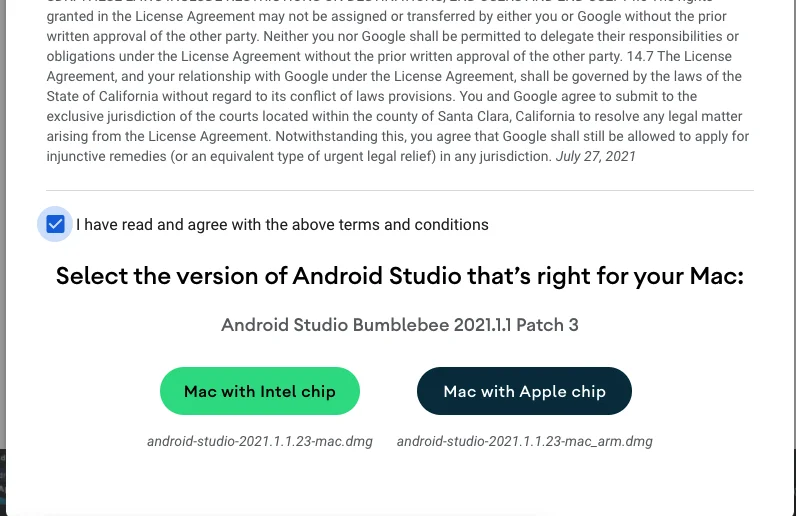 granted in the License Agreement may not be assigned or transferred by either you or Google without the prior
written approval of the other party. Neither you nor Google shall be permitted to delegate their responsibilities or
obligations under the License Agreement without the prior written approval of the other party. 14.7 The License
Agreement, and your relationship with Google under the License Agreement, shall be governed by the laws of the
State of California without regard to its conflict of laws provisions. You and Google agree to submit to the
exclusive jurisdiction of the courts located within the county of Santa Clara, California to resolve any legal matter
arising from the License Agreement. Notwithstanding this, you agree that Google shall still be allowed to apply for
injunctive remedies (or an equivalent type of urgent legal relief) in any jurisdiction. July 27, 2021
I have read and agree with the above terms and conditions
Select the version of Android Studio that's right for your Mac:
Android Studio Bumblebee 2021.1.1 Patch 3
Mac with Intel chip
Mac with Apple chip
android-studio-2021.1.1.23-mac.dmg
android-studio-2021.1.1.23-mac_arm.dmg